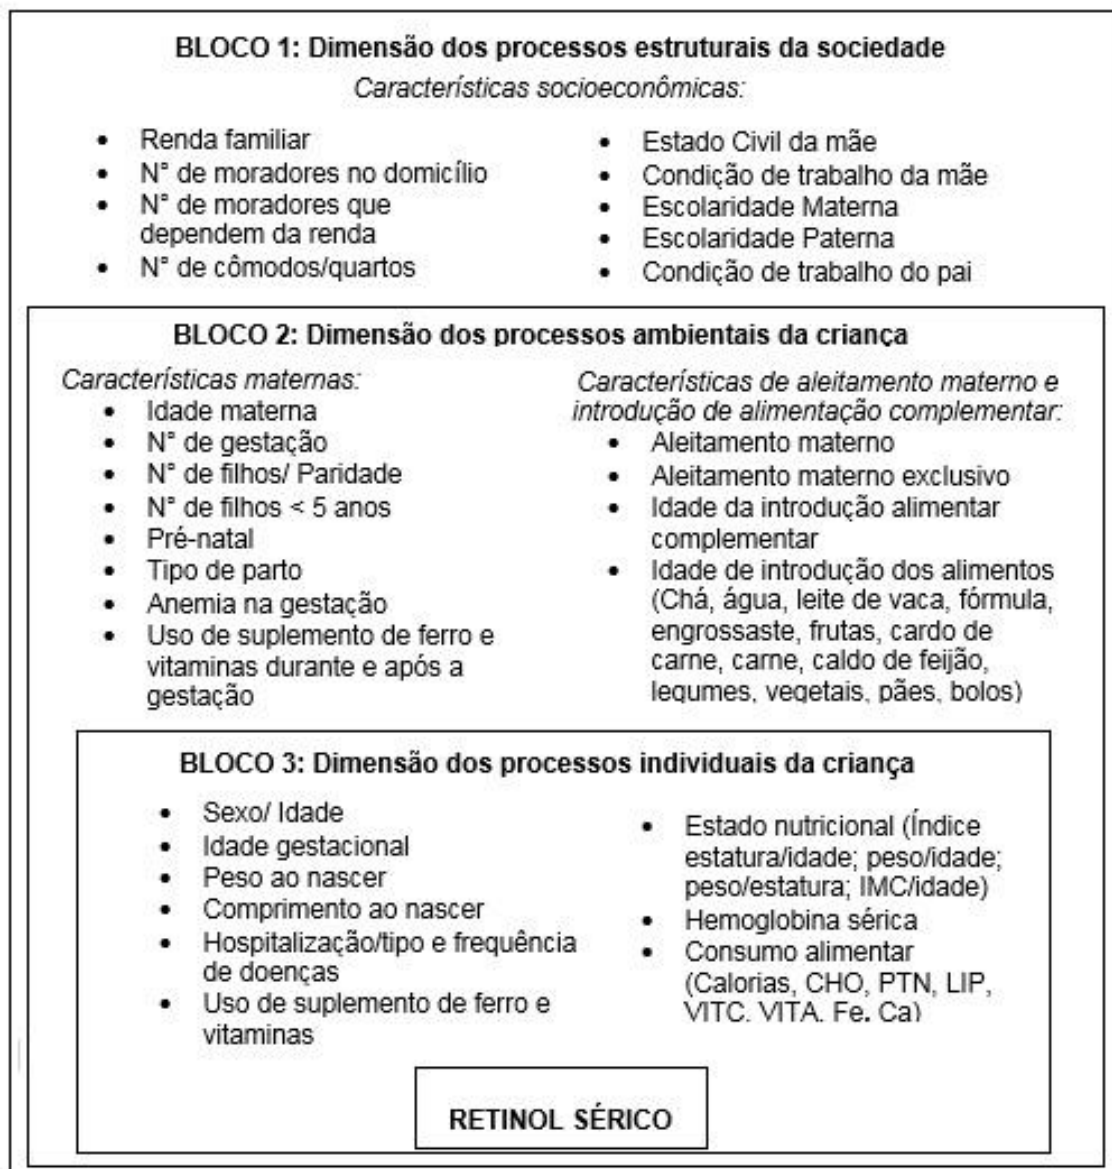 BLOCO 1: Dimensão dos processos estruturais da sociedade
Características socioeconômicas:
• Renda familiar
• N° de moradores no domicílio
• N° de moradores que
dependem da renda
• N° de cômodos/quartos
• Estado Civil da mãe
• Condição de trabalho da mãe
• Escolaridade Materna
• Escolaridade Paterna
• Condição de trabalho do pai
BLOCO 2: Dimensão dos processos ambientais da criança
Características maternas:
• Idade materna
• N° de gestação
• N° de filhos/ Paridade
• N° de filhos < 5 anos
• Pré-natal
• Tipo de parto
• Anemia na gestação
• Uso de suplemento de ferro e
vitaminas durante e após a
gestação
Características de aleitamento materno e
introdução de alimentação complementar:
• Aleitamento materno
• Aleitamento materno exclusivo
• Idade da introdução alimentar
complementar
• Idade de introdução dos alimentos
(Chá, água, leite de vaca, fórmula,
engrossaste, frutas, cardo de
carne, carne, caldo de feijão,
legumes, vegetais, pães, bolos)
BLOCO 3: Dimensão dos processos individuais da criança
• Sexo/ Idade
• Idade gestacional
• Peso ao nascer
• Comprimento ao nascer
• Hospitalização/tipo e frequência
de doenças
• Uso de suplemento de ferro e
vitaminas
• Estado nutricional (Índice
estatura/idade; peso/idade;
peso/estatura; IMC/idade)
• Hemoglobina sérica
• Consumo alimentar
(Calorias, CHO, PTN, LIP,
VITC, VITA, Fe, Ca)
RETINOL SÉRICO